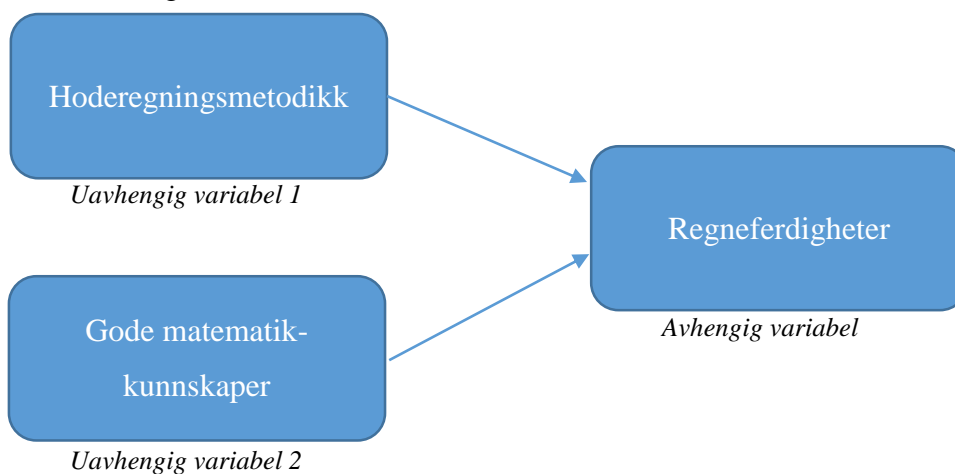 Hoderegningsmetodikk
Uavhengig variabel 1
Regneferdigheter
Avhengig variabel
Gode matematik-
kunnskaper
Uavhengig variabel 2